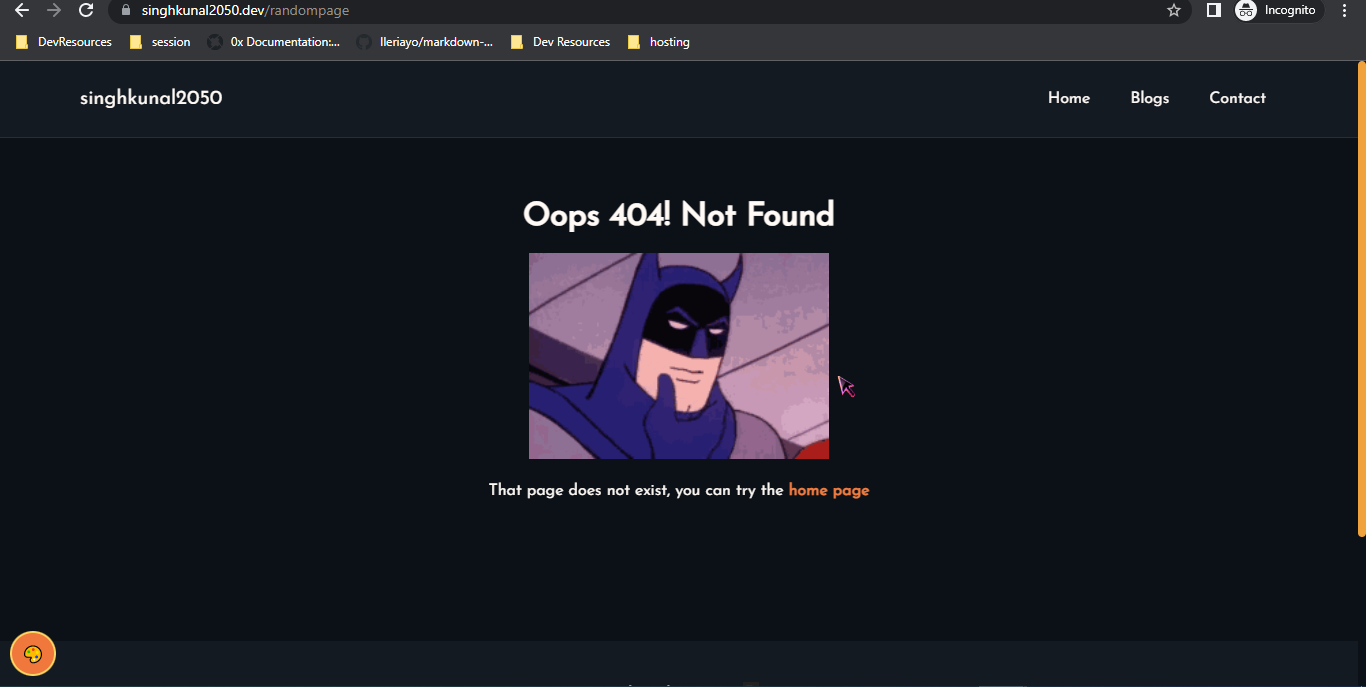 singhkunal2050.dev/randompage
Incognito
DevResources session 0x Documentation:... lleriayo/markdown-... Dev Resources hosting
singhkunal2050
Home Blogs Contact
Oops 404! Not Found
That page does not exist, you can try the home page